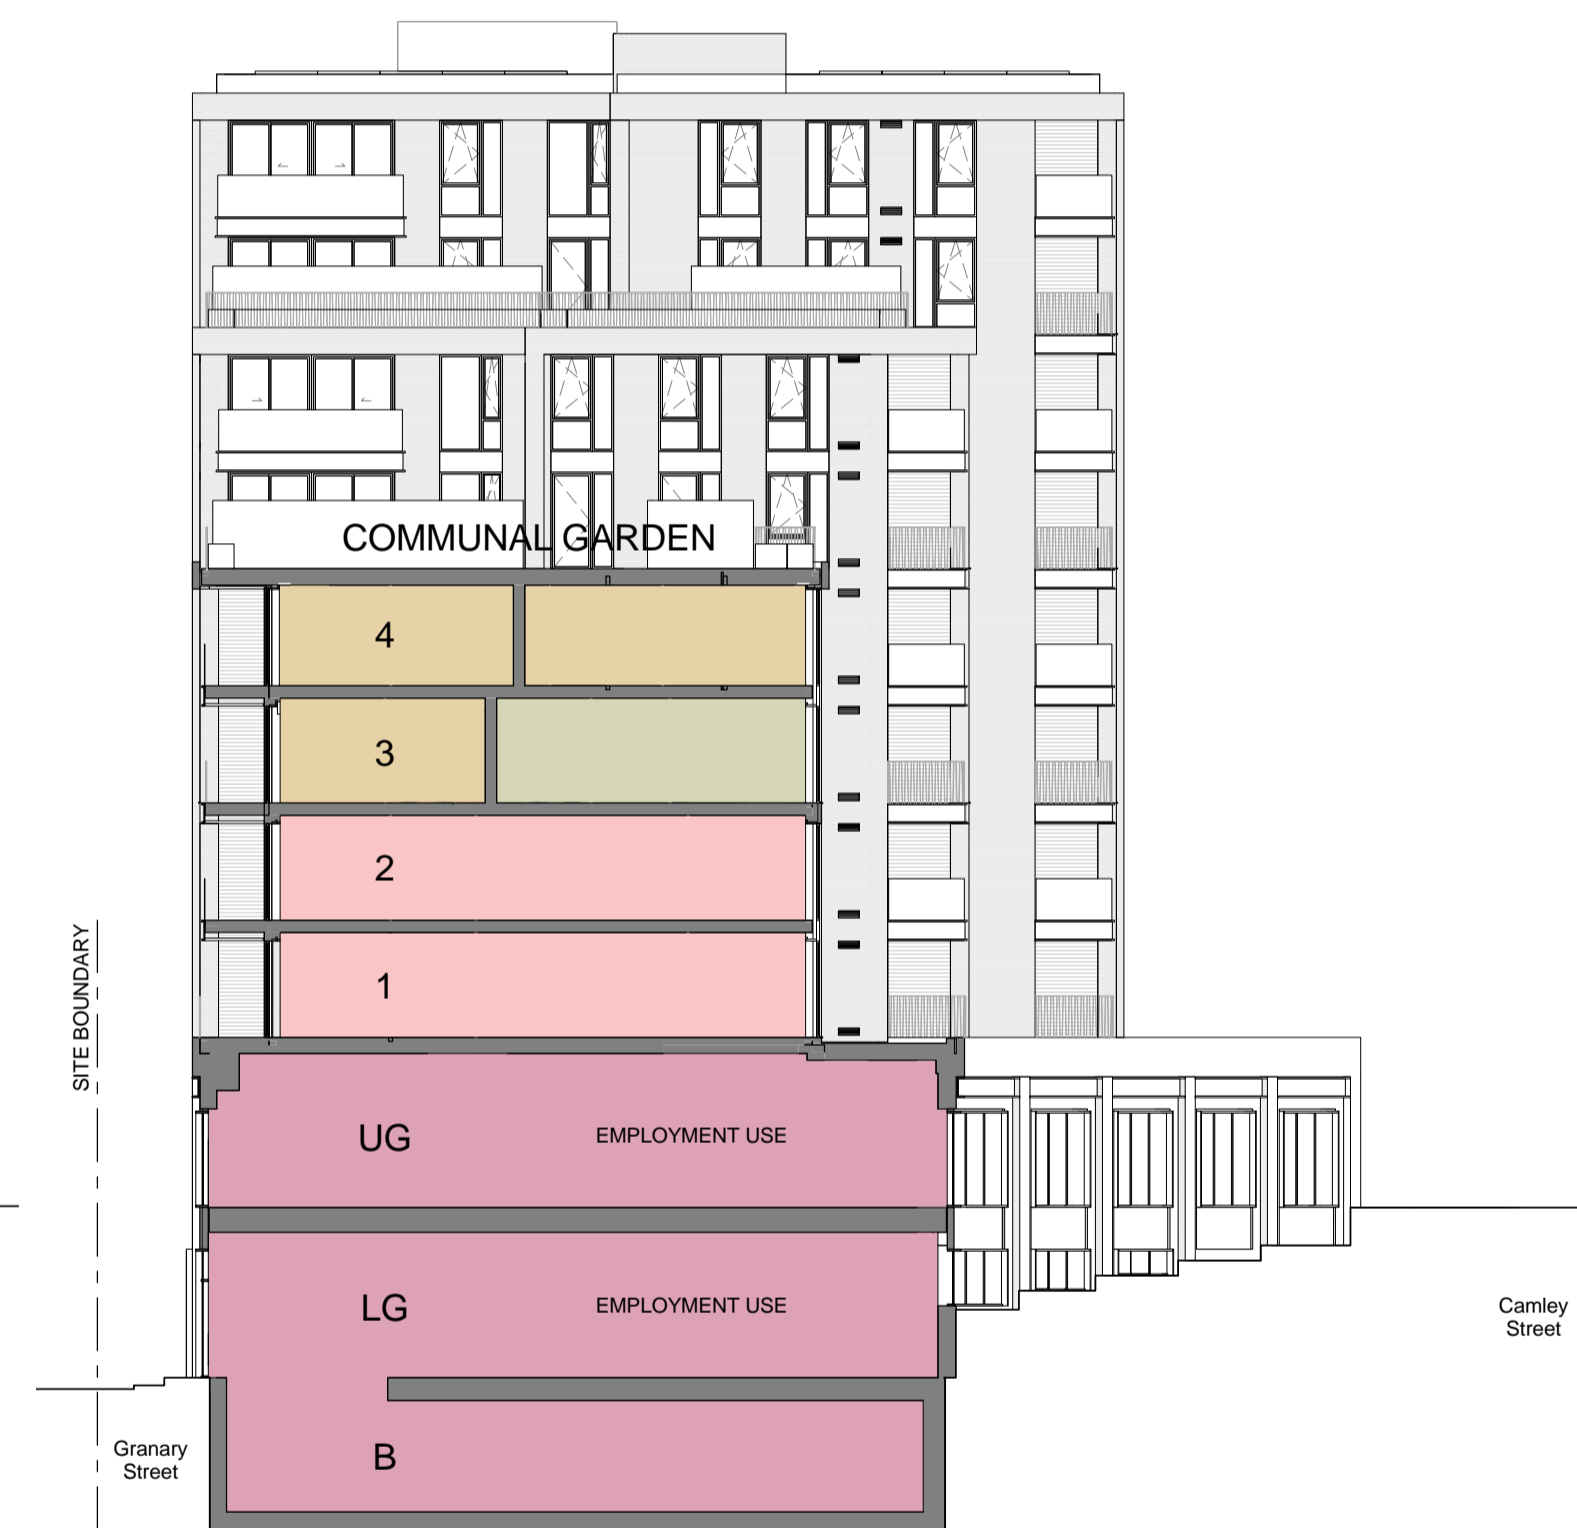 COMMUNAL GARDEN
4
3
2
1
SITE BOUNDARY
UG
EMPLOYMENT USE
LG
EMPLOYMENT USE
Camley
Street
Granary
Street
B